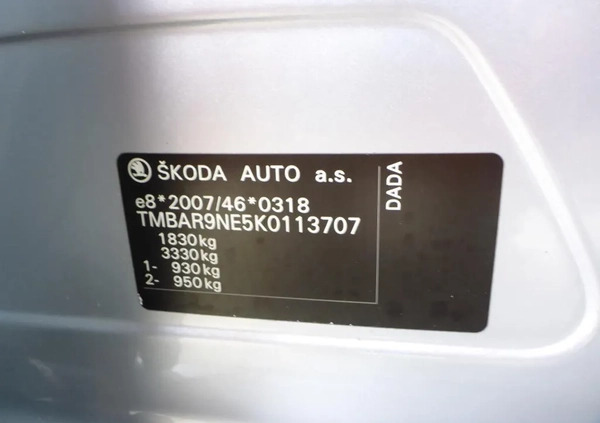 ŠKODA AUTO a.s.
e8*2007/46*0318
TMBAR9NE5K0113707
1830kg
3330kg
1- 930kg
2- 950kg
DADA